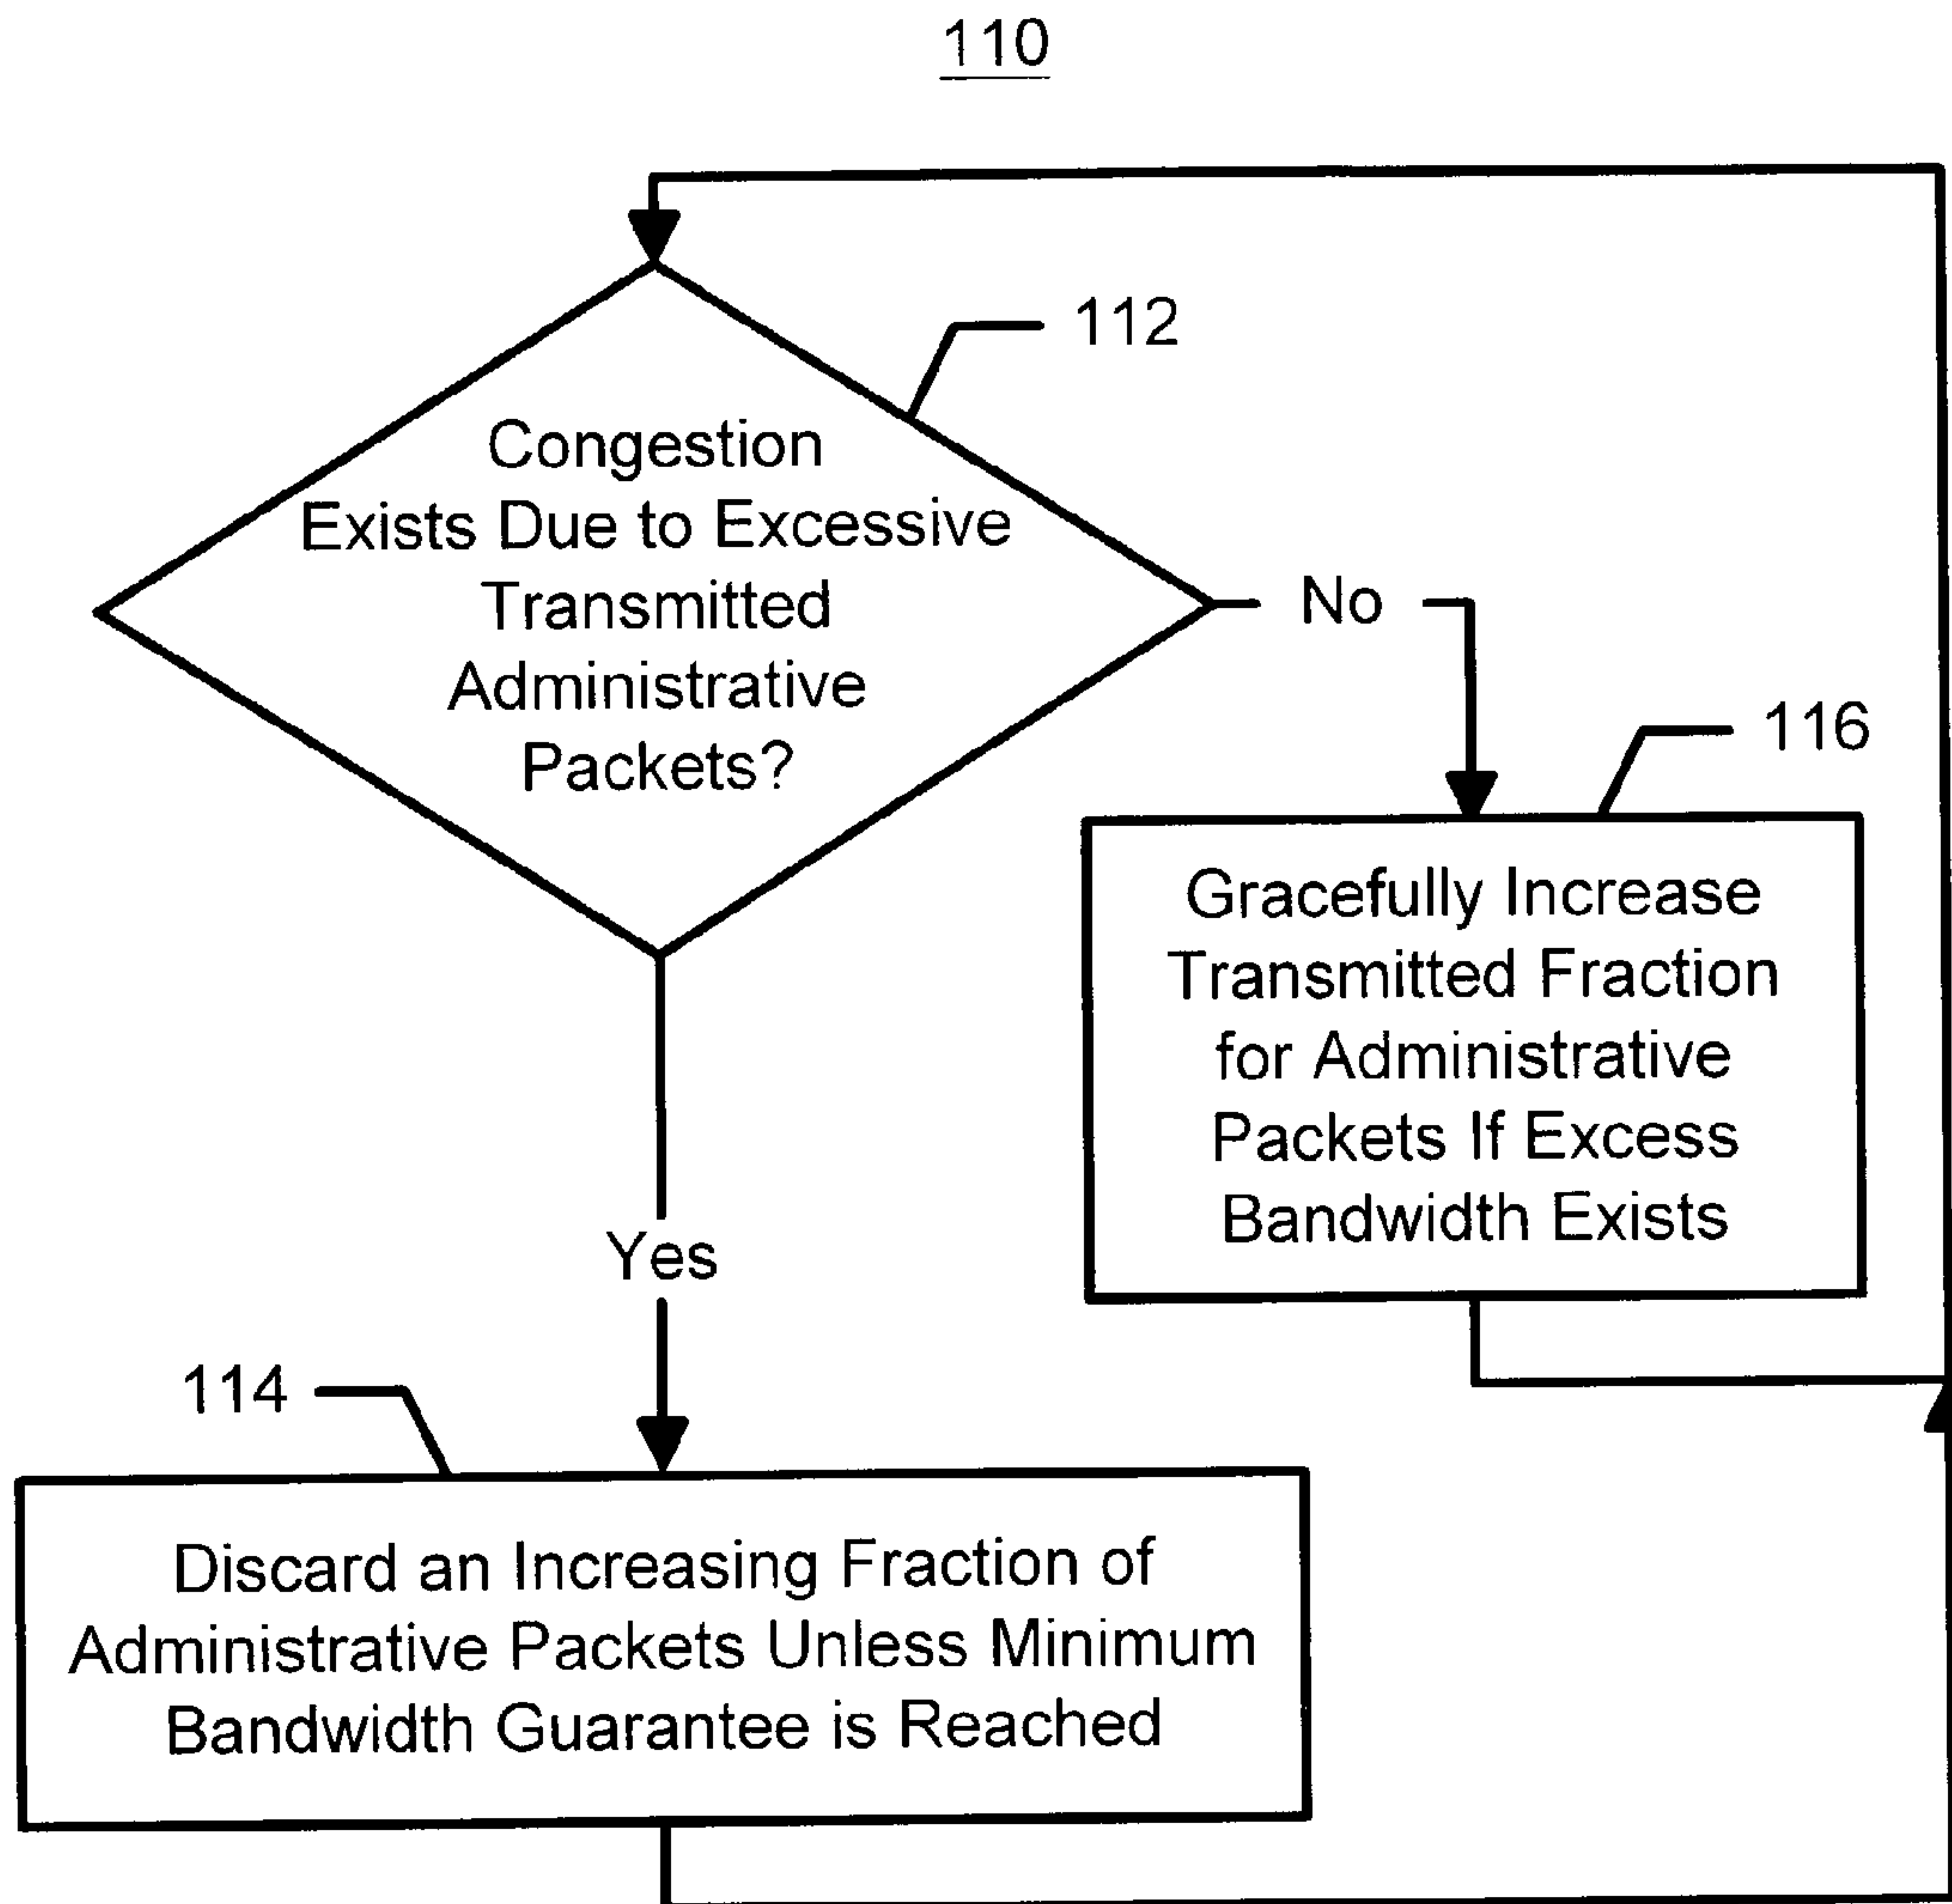 110
112
Congestion
Exists Due to Excessive
Transmitted
Administrative
Packets?
No
116
Gracefully Increase
Transmitted Fraction
for Administrative
Packets If Excess
Bandwidth Exists
Yes
114
Discard an Increasing Fraction of
Administrative Packets Unless Minimum
Bandwidth Guarantee is Reached